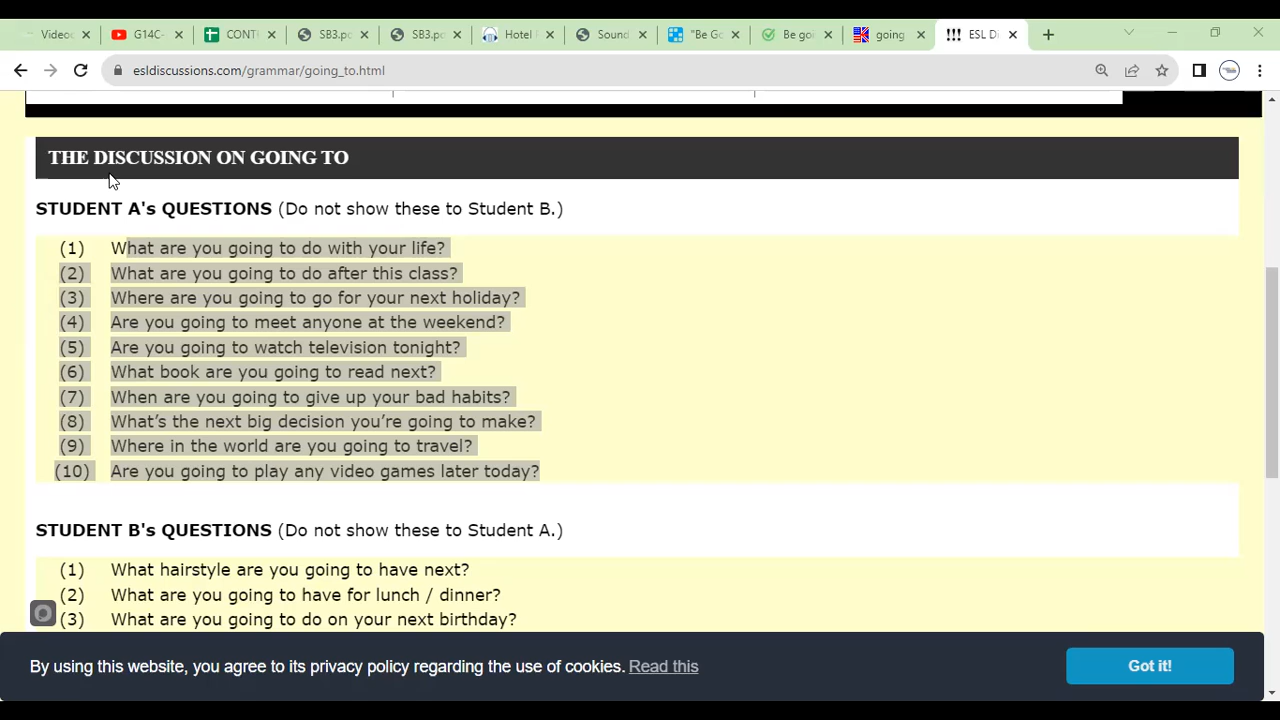 Videos
G14C-
CONT
SB3.pc
SB3.pc
Hotel
Sound
"Be Go
Be goi
going
ESL Di
esldiscussions.com/grammar/going_to.html
THE DISCUSSION ON GOING TO
STUDENT A's QUESTIONS (Do not show these to Student B.)
(1) What are you going to do with your life?
(2) What are you going to do after this class?
(3) Where are you going to go for your next holiday?
(4) Are you going to meet anyone at the weekend?
(5) Are you going to watch television tonight?
(6) What book are you going to read next?
(7) When are you going to give up your bad habits?
(8) What’s the next big decision you’re going to make?
(9) Where in the world are you going to travel?
(10) Are you going to play any video games later today?
STUDENT B's QUESTIONS (Do not show these to Student A.)
(1) What hairstyle are you going to have next?
(2) What are you going to have for lunch / dinner?
(3) What are you going to do on your next birthday?
By using this website, you agree to its privacy policy regarding the use of cookies. Read this
Got it!